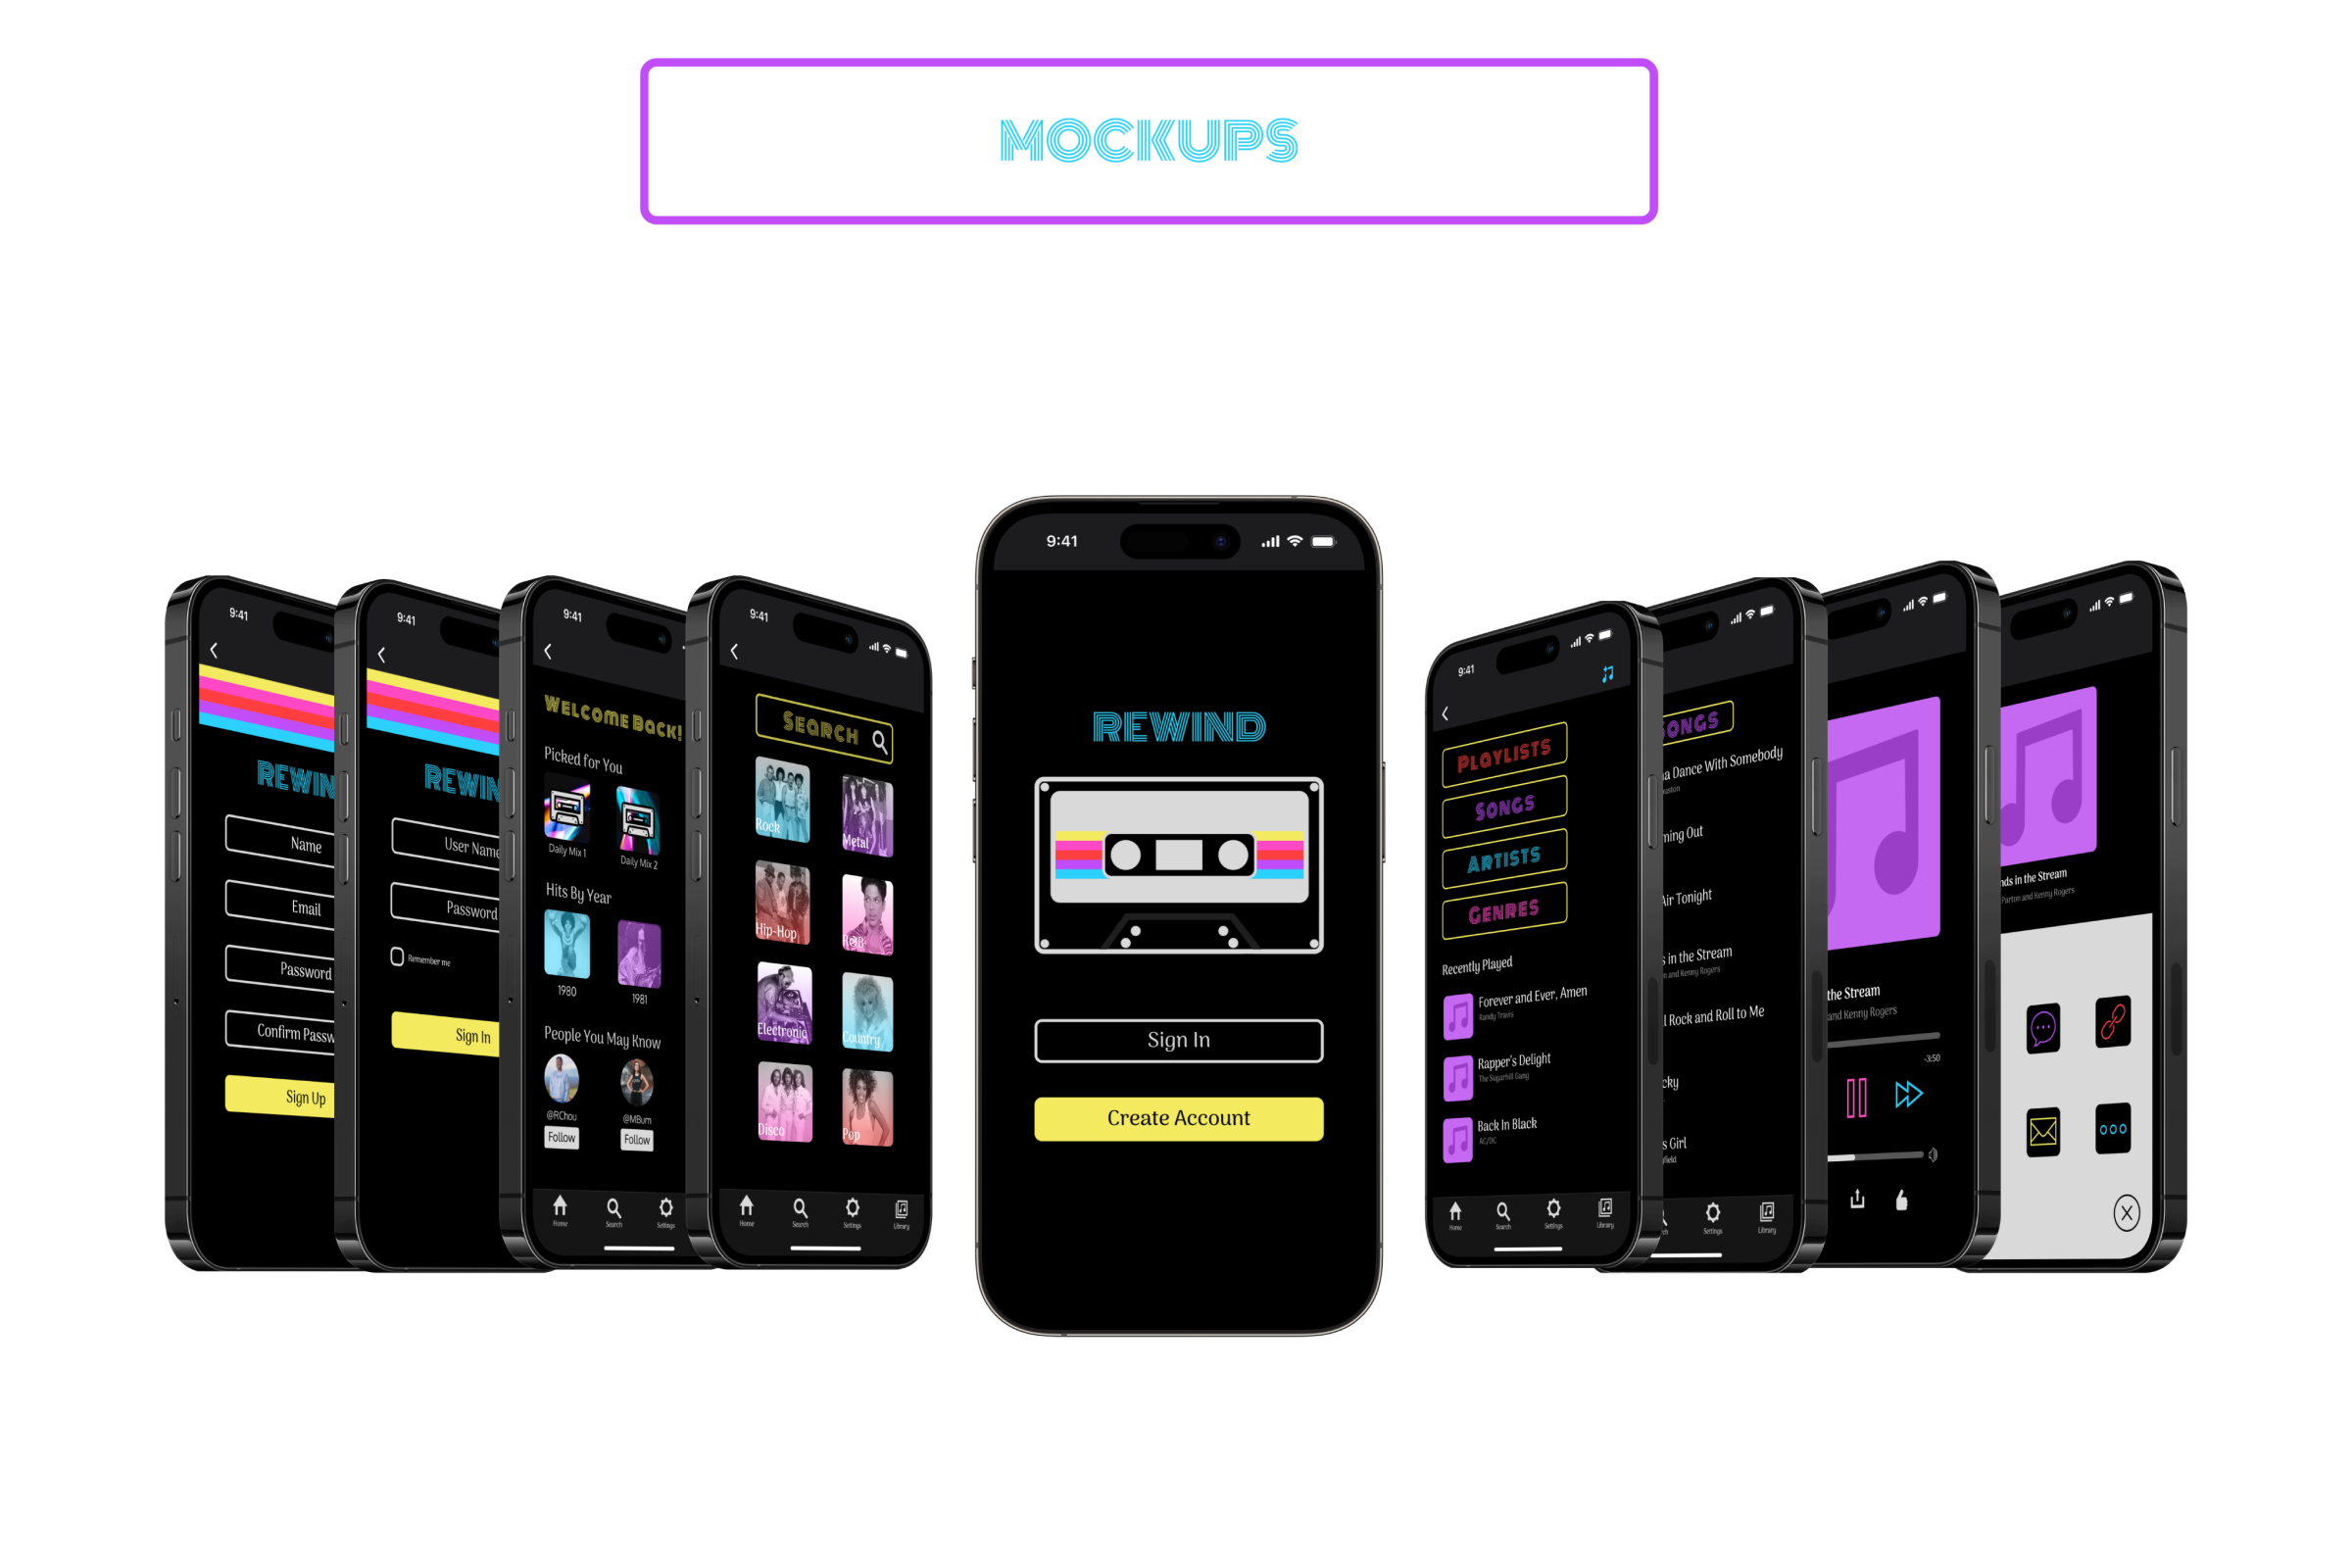 MOCKUPS
9:41
REWIN
Name
Email
Password
Confirm Passw
Sign Up
9:41
REWIN
User Name
Password
Remember me
Sign In
9:41
Welcome Back!
Picked for You
Daily Mix 1
Daily Mix 2
Hits By Year
1980
1981
People You May Know
@RChou
@MBum
Follow
Follow
Home
Search
Settings
9:41
Search
Rock
Metal
Hip-Hop
R&B
Electronic
Country
Disco
Pop
Home
Search
Settings
Library
9:41
REWIND
Sign In
Create Account
9:41
Playlists
Songs
Artists
Genres
Recently Played
Forever and Ever, Amen
Randy Travis
Rapper's Delight
The Sugarhill Gang
Back In Black
AC/DC
Home
Search
Settings
Library
Songs
a Dance With Somebody
uston
ming Out
Air Tonight
s in the Stream
n and Kenny Rogers
l Rock and Roll to Me
cky
s Girl
field
ch
Settings
Library
the Stream
and Kenny Rogers
-3:50
nds in the Stream
Parton and Kenny Rogers